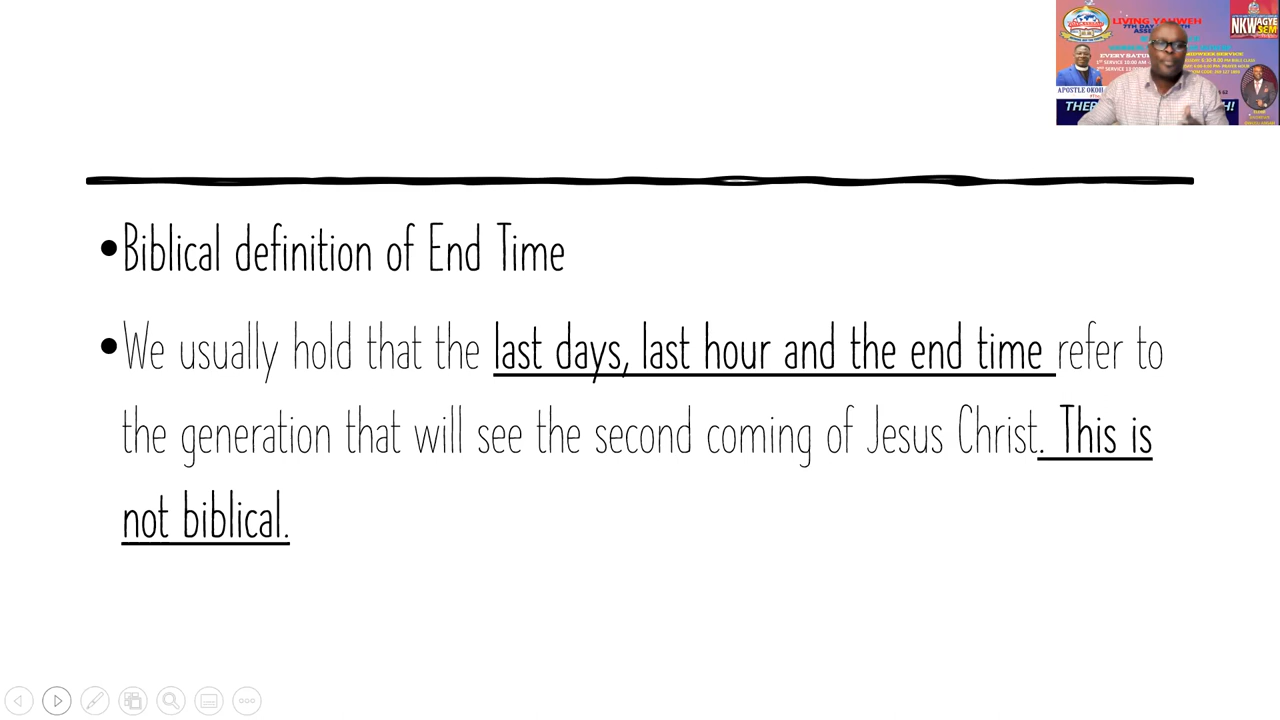 LIVING YAHWEH
NKWAGYE
SEM
APOSTLE OKOH
•Biblical definition of End Time
•We usually hold that the last days, last hour and the end time refer to
the generation that will see the second coming of Jesus Christ. This is
not biblical.